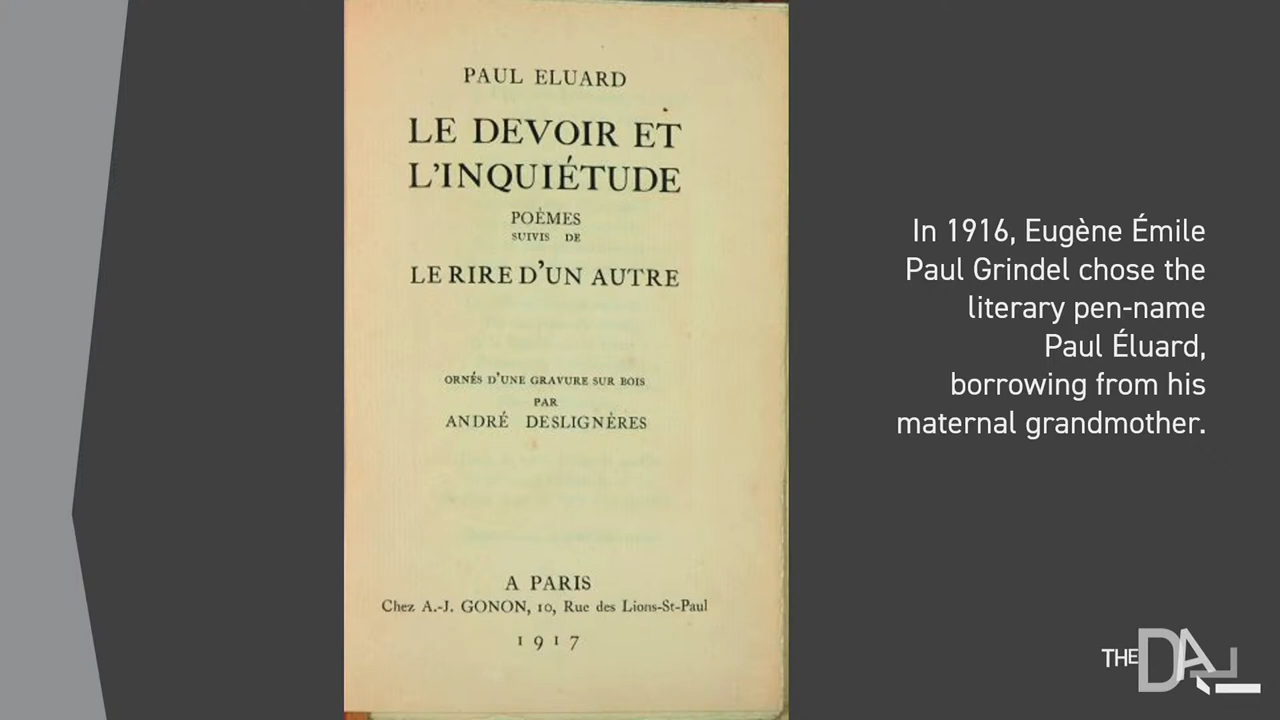 PAUL ELUARD
LE DEVOIR ET
L'INQUIÉTUDE
POÈMES
SUIVIS DE
LE RIRE D'UN AUTRE
ORNÉS D'UNE GRAVURE SUR BOIS
PAR
ANDRÉ DESLIGNÈRES
A PARIS
Chez A.-J. GONON, 10, Rue des Lions-St-Paul
1917
In 1916, Eugène Émile
Paul Grindel chose the
literary pen-name
Paul Éluard,
borrowing from his
maternal grandmother.
THE DALÍ